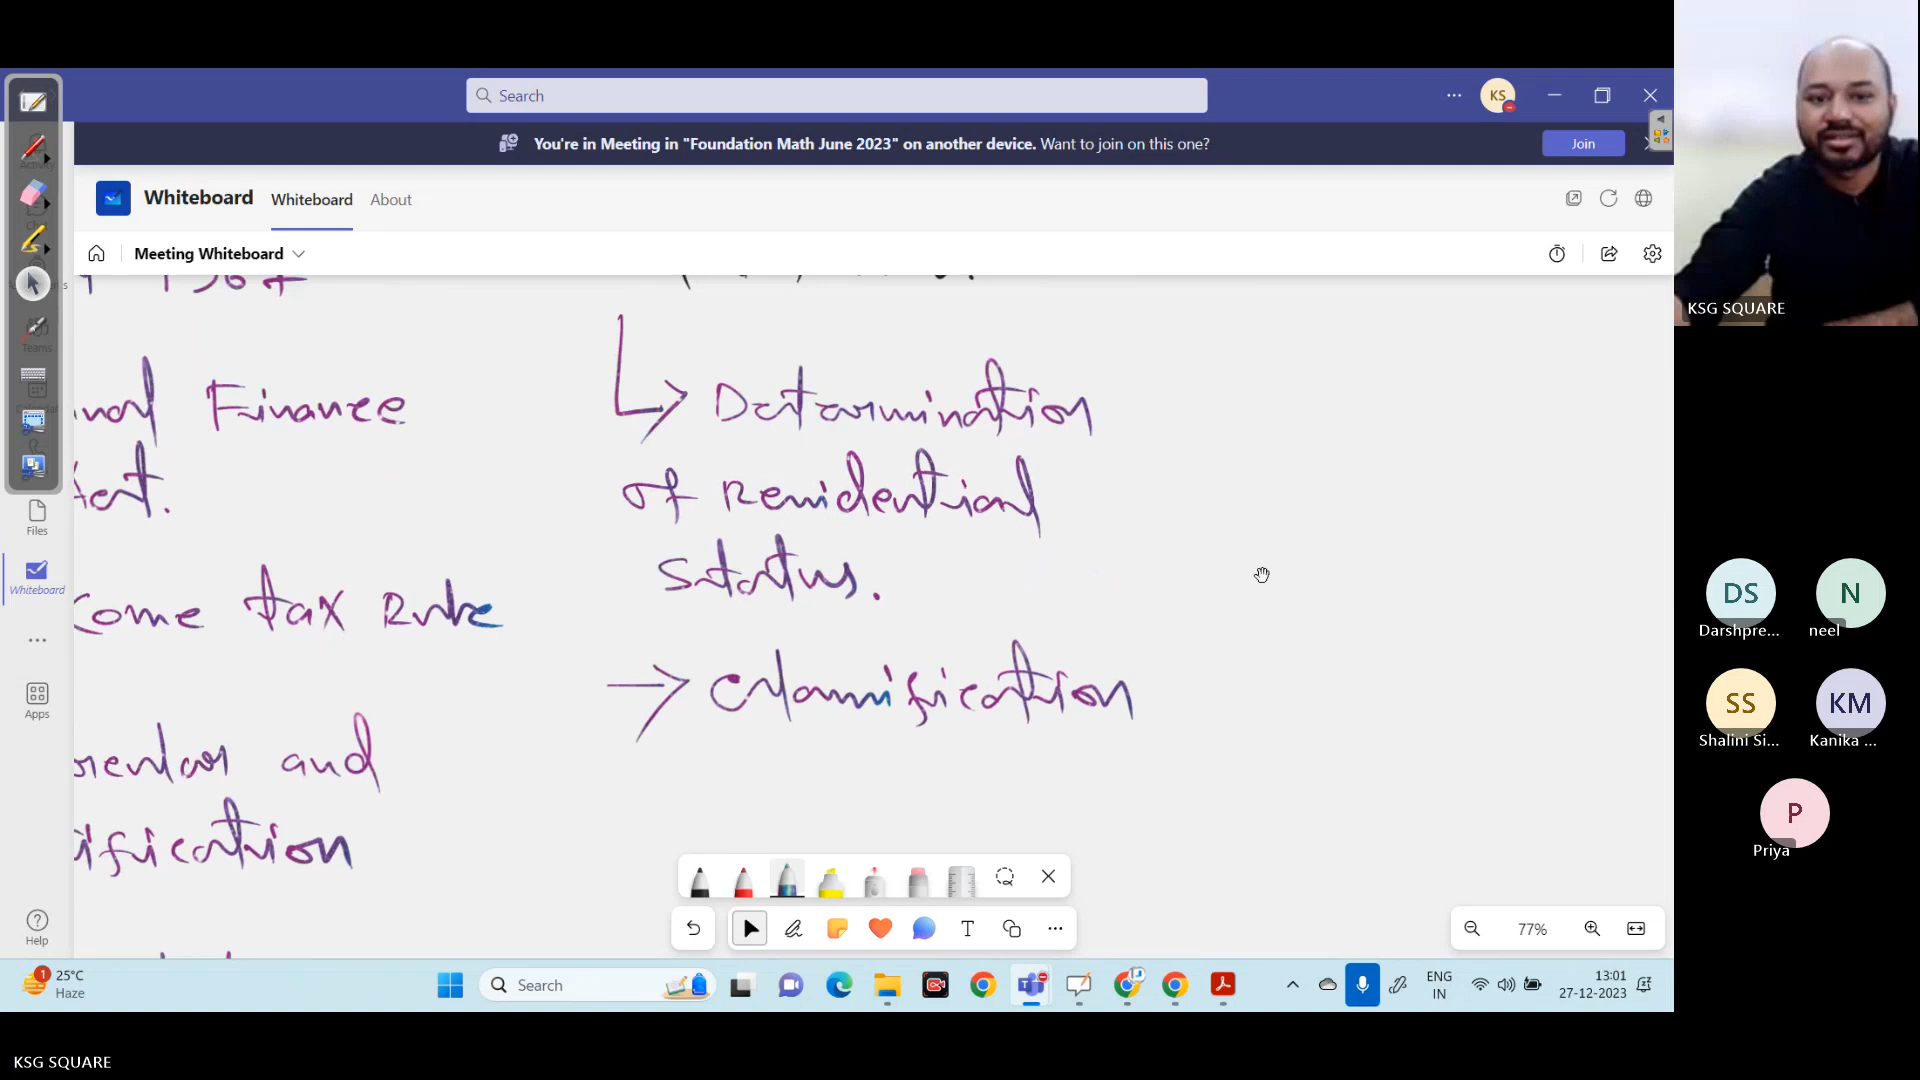 Search
KS
You're in Meeting in "Foundation Math June 2023" on another device. Want to join on this one?
Join
Whiteboard
Whiteboard
About
Meeting Whiteboard
KSG SQUARE
Finance
Determination
of Residential
Status.
come tax Rule
→ Classification
and
ification
Teams
Files
Whiteboard
Apps
Help
DS
Darshpre...
N
neel
SS
Shalini Si...
KM
Kanika ...
P
Priya
77%
1
25°C
Haze
Search
ENG
IN
13:01
27-12-2023
KSG SQUARE